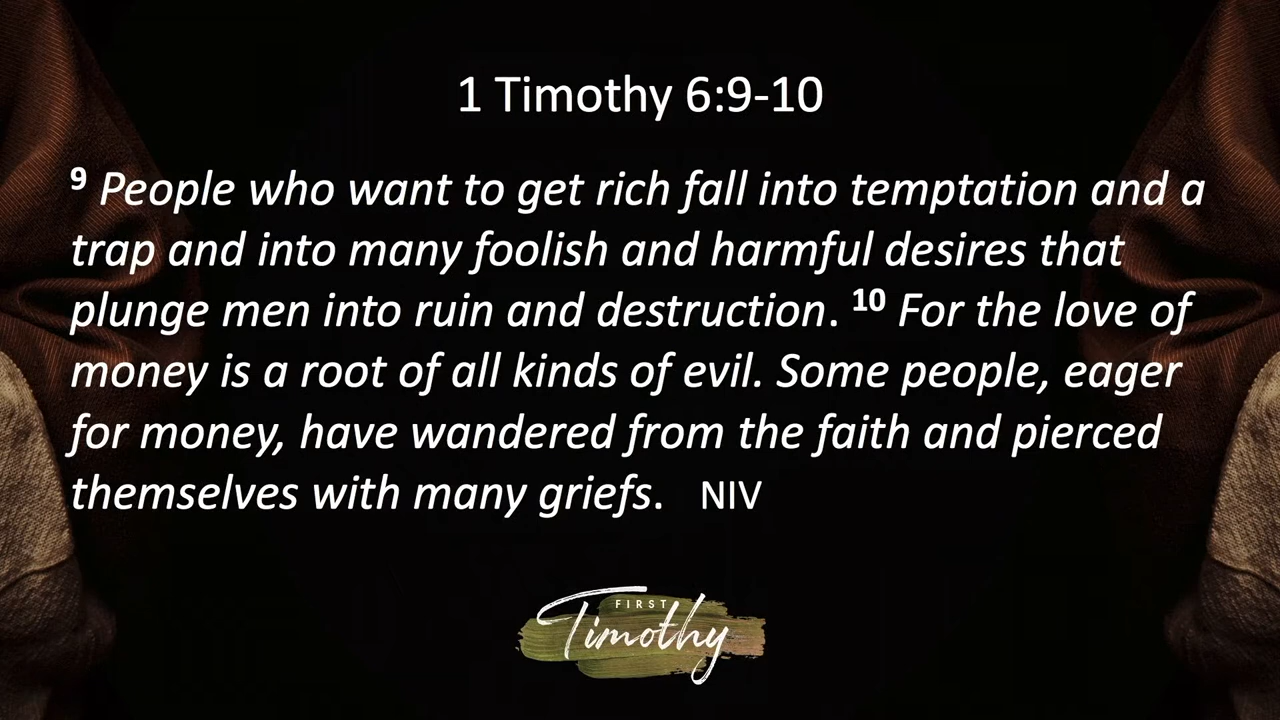 1 Timothy 6:9-10
9 People who want to get rich fall into temptation and a
trap and into many foolish and harmful desires that
plunge men into ruin and destruction. 10 For the love of
money is a root of all kinds of evil. Some people, eager
for money, have wandered from the faith and pierced
themselves with many griefs. NIV
FIRST
Timothy